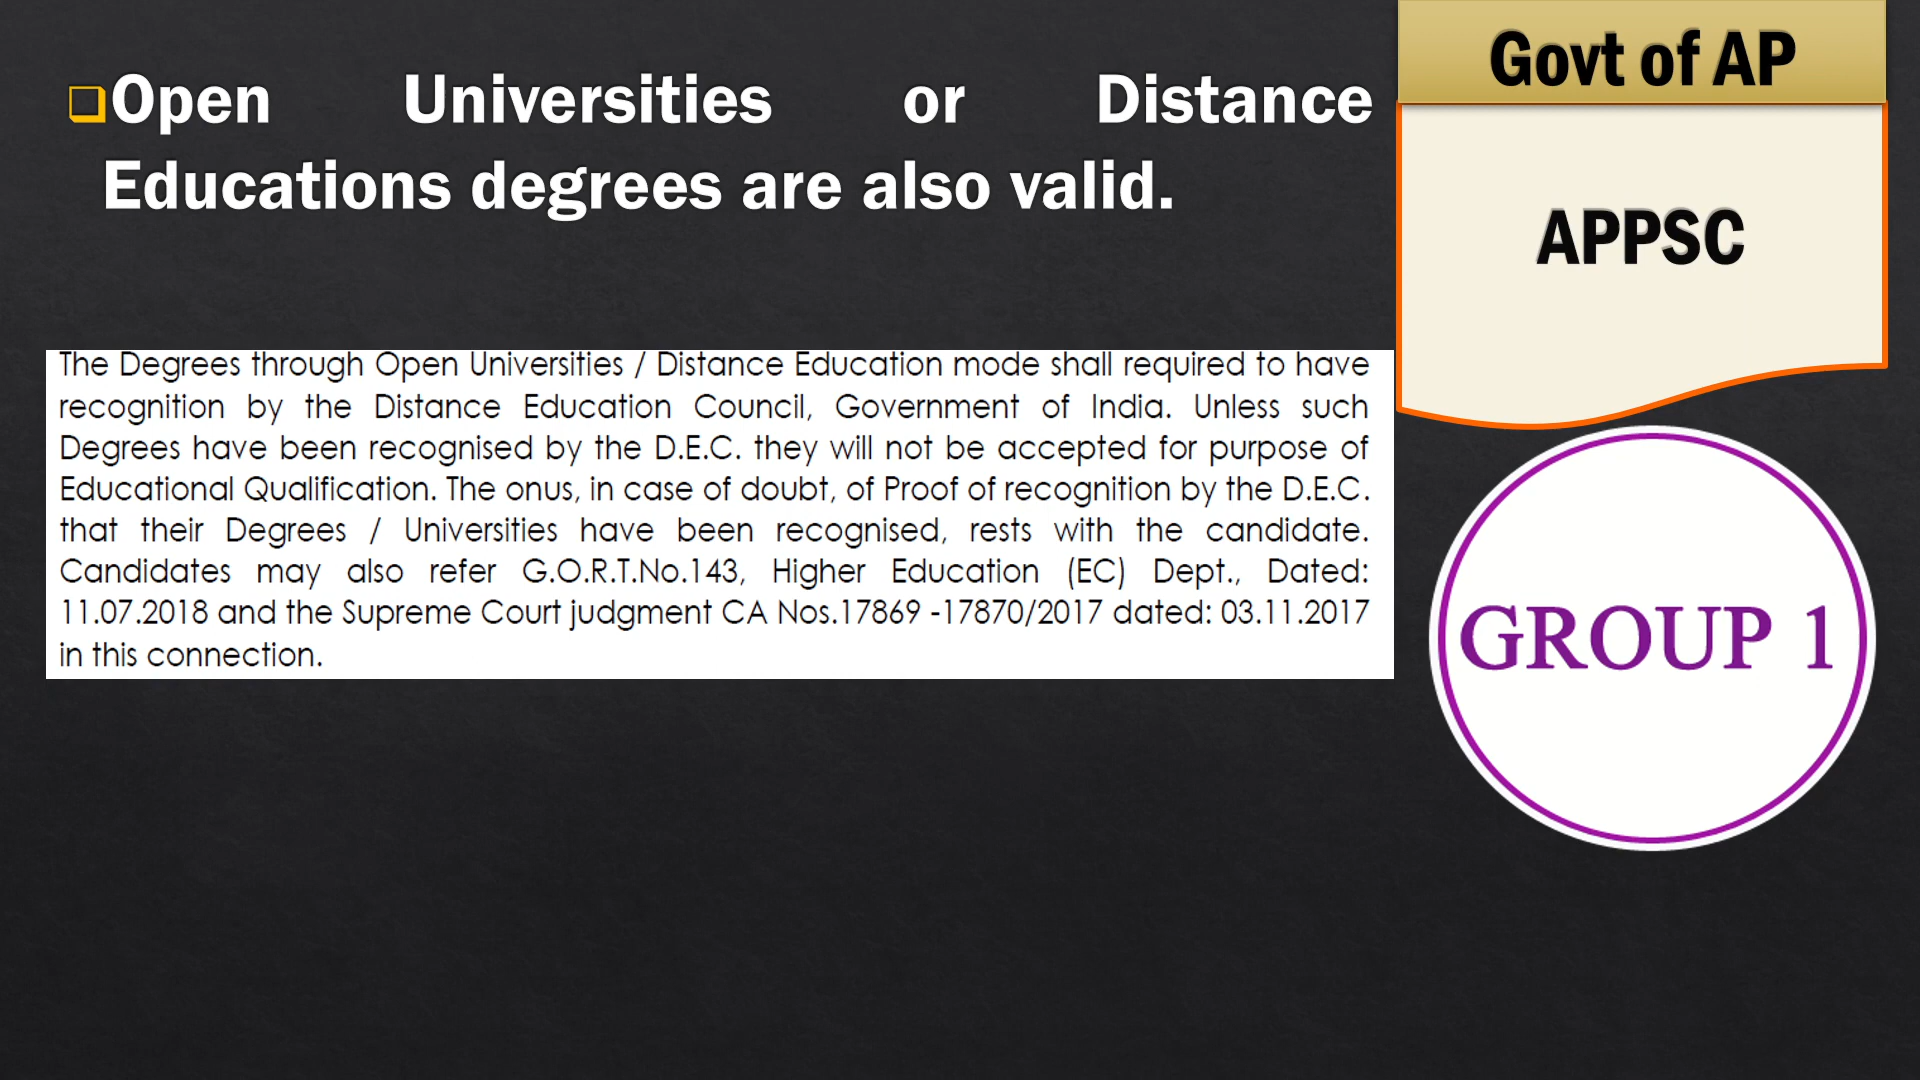 Open Universities or Distance
Educations degrees are also valid.
The Degrees through Open Universities / Distance Education mode shall required to have
recognition by the Distance Education Council, Government of India. Unless such
Degrees have been recognised by the D.E.C. they will not be accepted for purpose of
Educational Qualification. The onus, in case of doubt, of Proof of recognition by the D.E.C.
that their Degrees / Universities have been recognised, rests with the candidate.
Candidates may also refer G.O.R.T.No.143, Higher Education (EC) Dept., Dated:
11.07.2018 and the Supreme Court judgment CA Nos.17869 -17870/2017 dated: 03.11.2017
in this connection.
Govt of AP
APPSC
GROUP 1